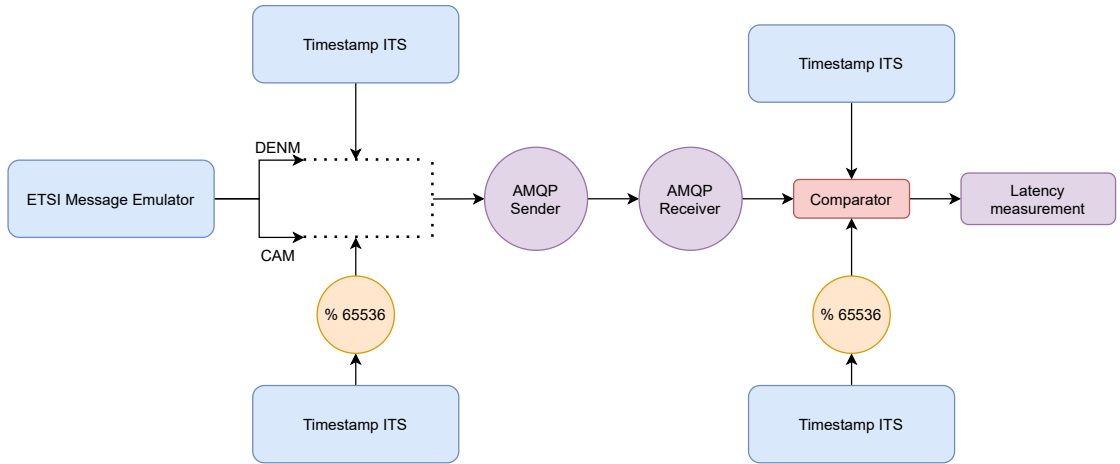 Timestamp ITS
Timestamp ITS
DENM
ETSI Message Emulator
AMQP
Sender
AMQP
Receiver
Comparator
Latency
measurement
CAM
% 65536
% 65536
Timestamp ITS
Timestamp ITS